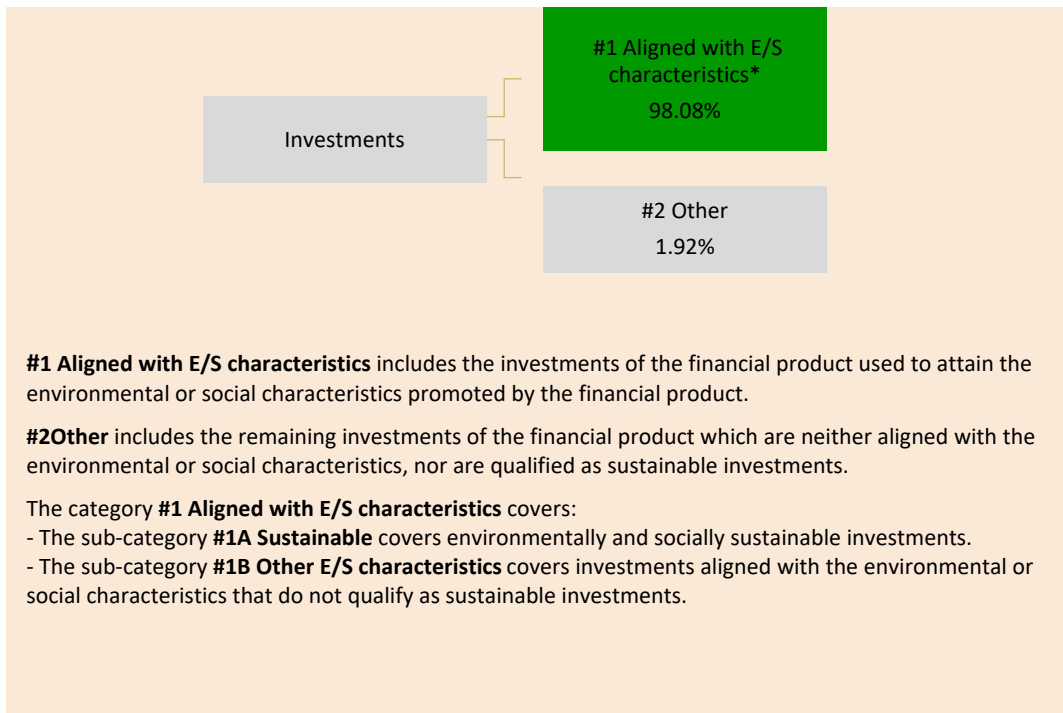 #1 Aligned with E/S
characteristics*
98.08%
Investments
#2 Other
1.92%
#1 Aligned with E/S characteristics includes the investments of the financial product used to attain the
environmental or social characteristics promoted by the financial product.
#2Other includes the remaining investments of the financial product which are neither aligned with the
environmental or social characteristics, nor are qualified as sustainable investments.
The category #1 Aligned with E/S characteristics covers:
- The sub-category #1A Sustainable covers environmentally and socially sustainable investments.
- The sub-category #1B Other E/S characteristics covers investments aligned with the environmental or
social characteristics that do not qualify as sustainable investments.